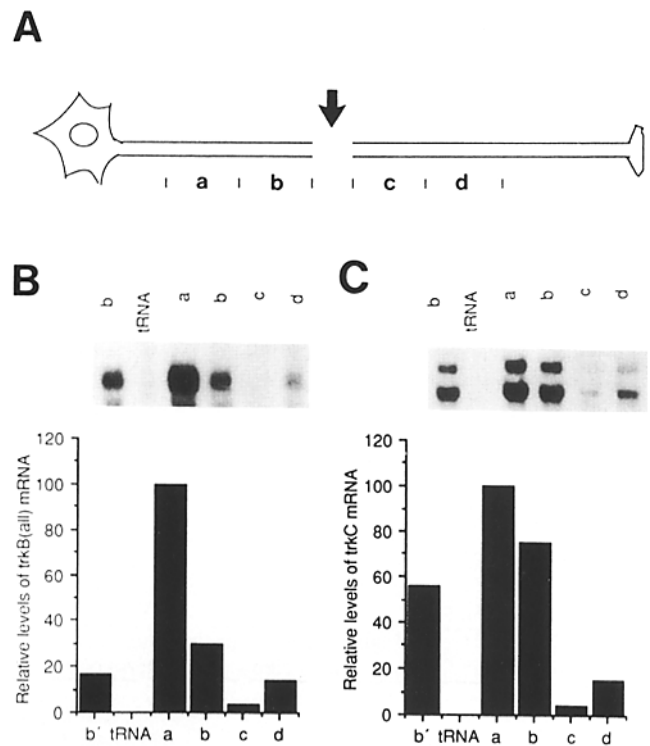 A
a b c d
B
b tRNA a b c d
120
100
80
60
40
20
0
Relative levels of trkB(all) mRNA
b´ tRNA a b c d
C
b tRNA a b c d
120
100
80
60
40
20
0
Relative levels of trkC mRNA
b´ tRNA a b c d